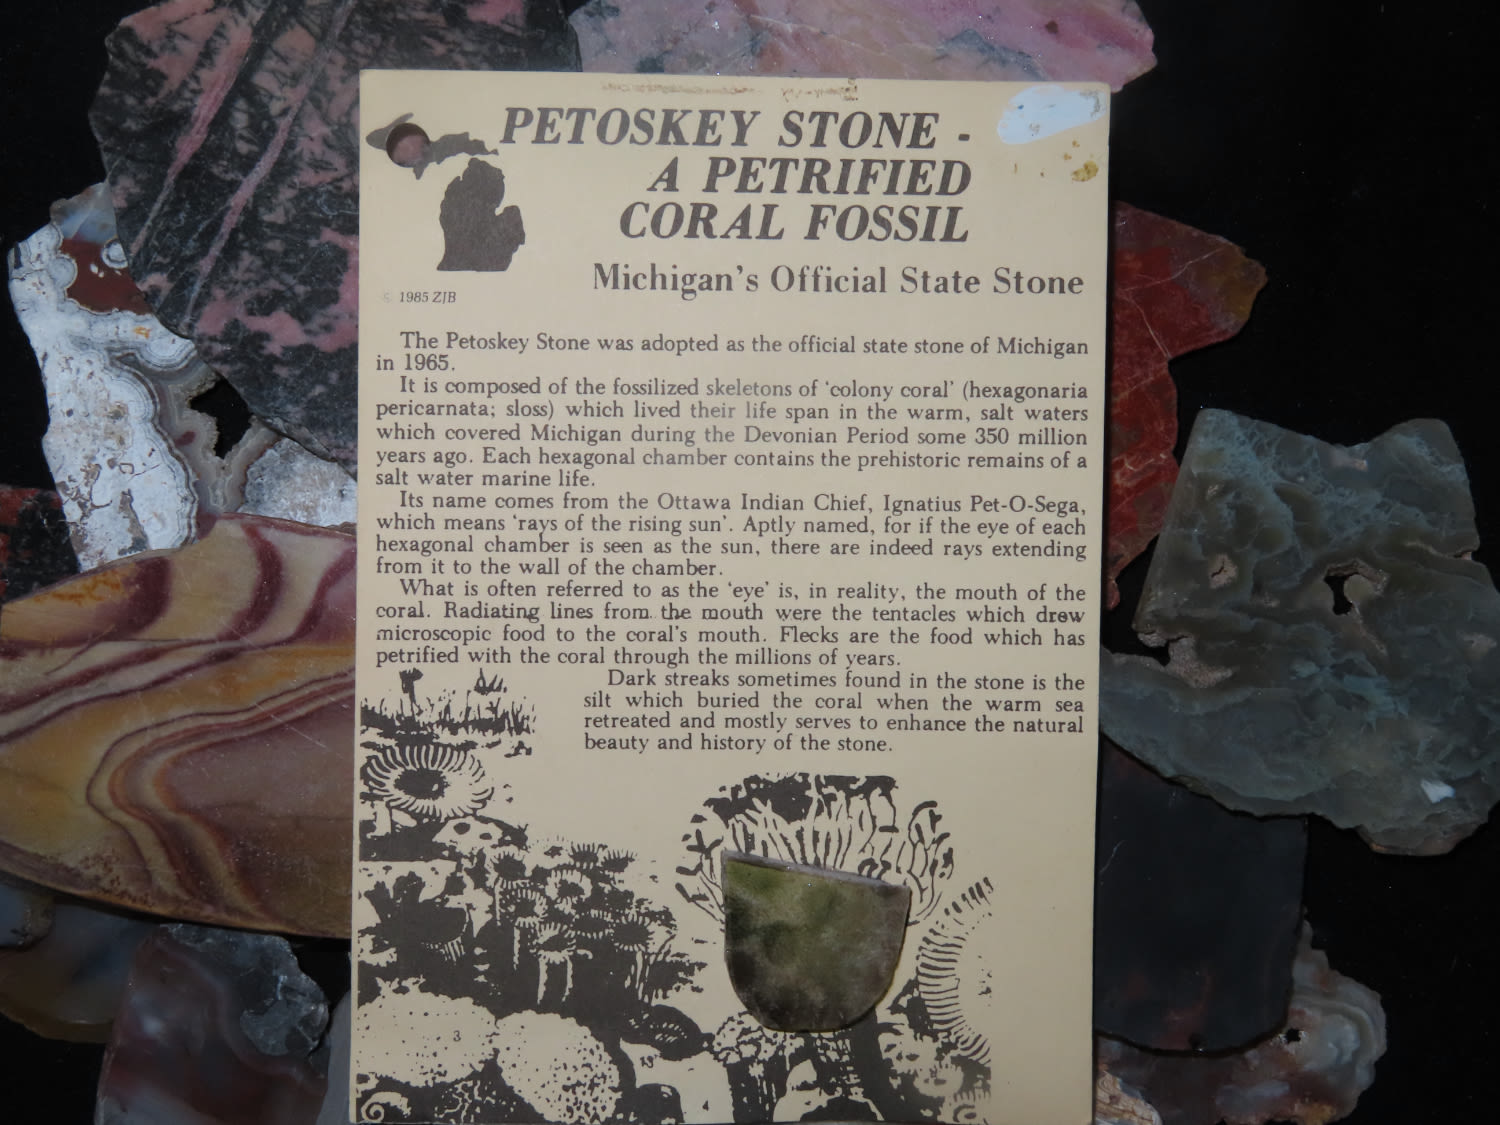 PETOSKEY STONE -
A PETRIFIED
CORAL FOSSIL
Michigan's Official State Stone
© 1985 ZJB
The Petoskey Stone was adopted as the official state stone of Michigan
in 1965.
It is composed of the fossilized skeletons of 'colony coral' (hexagonaria
pericarnata; sloss) which lived their life span in the warm, salt waters
which covered Michigan during the Devonian Period some 350 million
years ago. Each hexagonal chamber contains the prehistoric remains of a
salt water marine life.
Its name comes from the Ottawa Indian Chief, Ignatius Pet-O-Sega,
which means 'rays of the rising sun'. Aptly named, for if the eye of each
hexagonal chamber is seen as the sun, there are indeed rays extending
from it to the wall of the chamber.
What is often referred to as the 'eye' is, in reality, the mouth of the
coral. Radiating lines from the mouth were the tentacles which drew
microscopic food to the coral's mouth. Flecks are the food which has
petrified with the coral through the millions of years.
Dark streaks sometimes found in the stone is the
silt which buried the coral when the warm sea
retreated and mostly serves to enhance the natural
beauty and history of the stone.
3